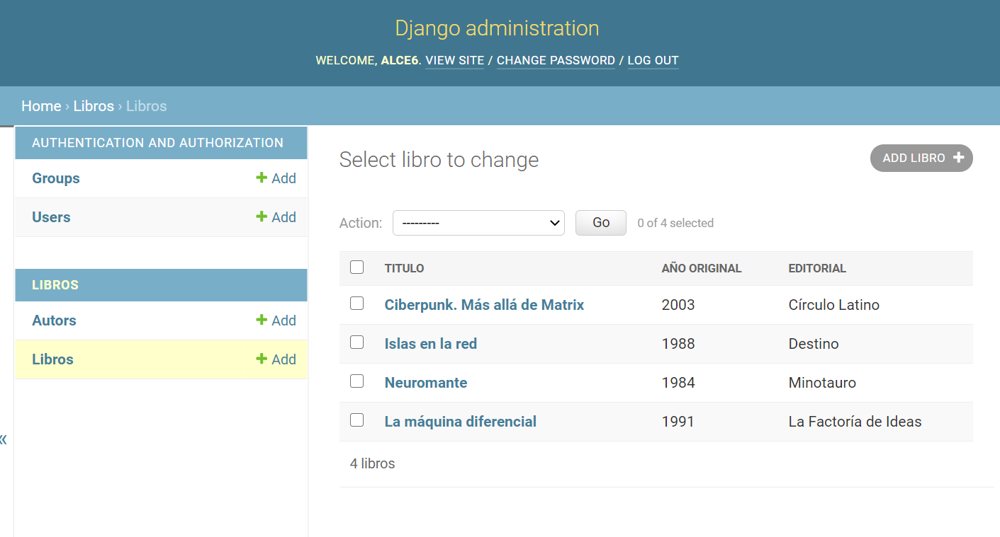 Django administration
WELCOME, ALCE6. VIEW SITE / CHANGE PASSWORD / LOG OUT
Home › Libros › Libros
AUTHENTICATION AND AUTHORIZATION
Groups + Add
Users + Add
LIBROS
Autors + Add
Libros + Add
«
Select libro to change
ADD LIBRO +
Action: --------- Go 0 of 4 selected
TITULO AÑO ORIGINAL EDITORIAL
Ciberpunk. Más allá de Matrix 2003 Círculo Latino
Islas en la red 1988 Destino
Neuromante 1984 Minotauro
La máquina diferencial 1991 La Factoría de Ideas
4 libros